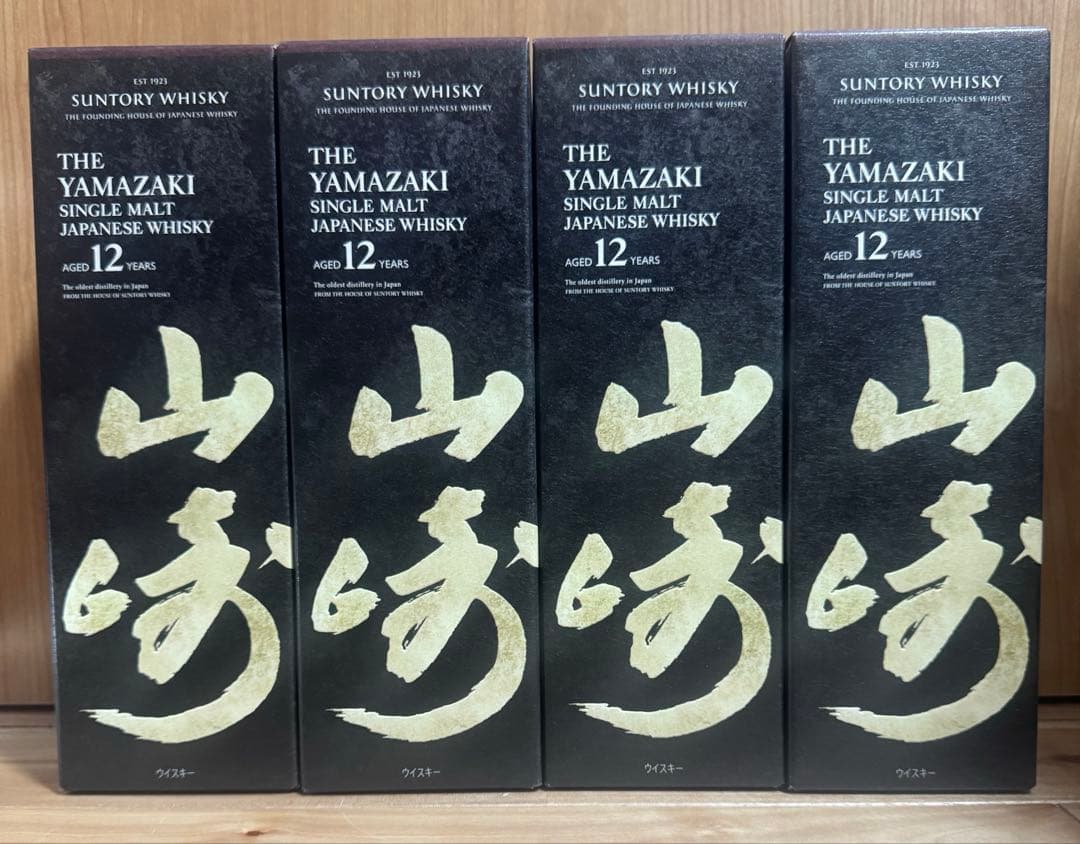 EST 1923
SUNTORY WHISKY
THE FOUNDING HOUSE OF JAPANESE WHISKY
THE
YAMAZAKI
SINGLE MALT
JAPANESE WHISKY
AGED 12 YEARS
The oldest distillery in Japan
FROM THE HOUSE OF SUNTORY WHISKY
山
崎
ウイスキー
EST 1923
SUNTORY WHISKY
THE FOUNDING HOUSE OF JAPANESE WHISKY
THE
YAMAZAKI
SINGLE MALT
JAPANESE WHISKY
AGED 12 YEARS
The oldest distillery in Japan
FROM THE HOUSE OF SUNTORY WHISKY
山
崎
ウイスキー
EST 1923
SUNTORY WHISKY
THE FOUNDING HOUSE OF JAPANESE WHISKY
THE
YAMAZAKI
SINGLE MALT
JAPANESE WHISKY
AGED 12 YEARS
The oldest distillery in Japan
FROM THE HOUSE OF SUNTORY WHISKY
山
崎
ウイスキー
EST 1923
SUNTORY WHISKY
THE FOUNDING HOUSE OF JAPANESE WHISKY
THE
YAMAZAKI
SINGLE MALT
JAPANESE WHISKY
AGED 12 YEARS
The oldest distillery in Japan
FROM THE HOUSE OF SUNTORY WHISKY
山
崎
ウイスキー